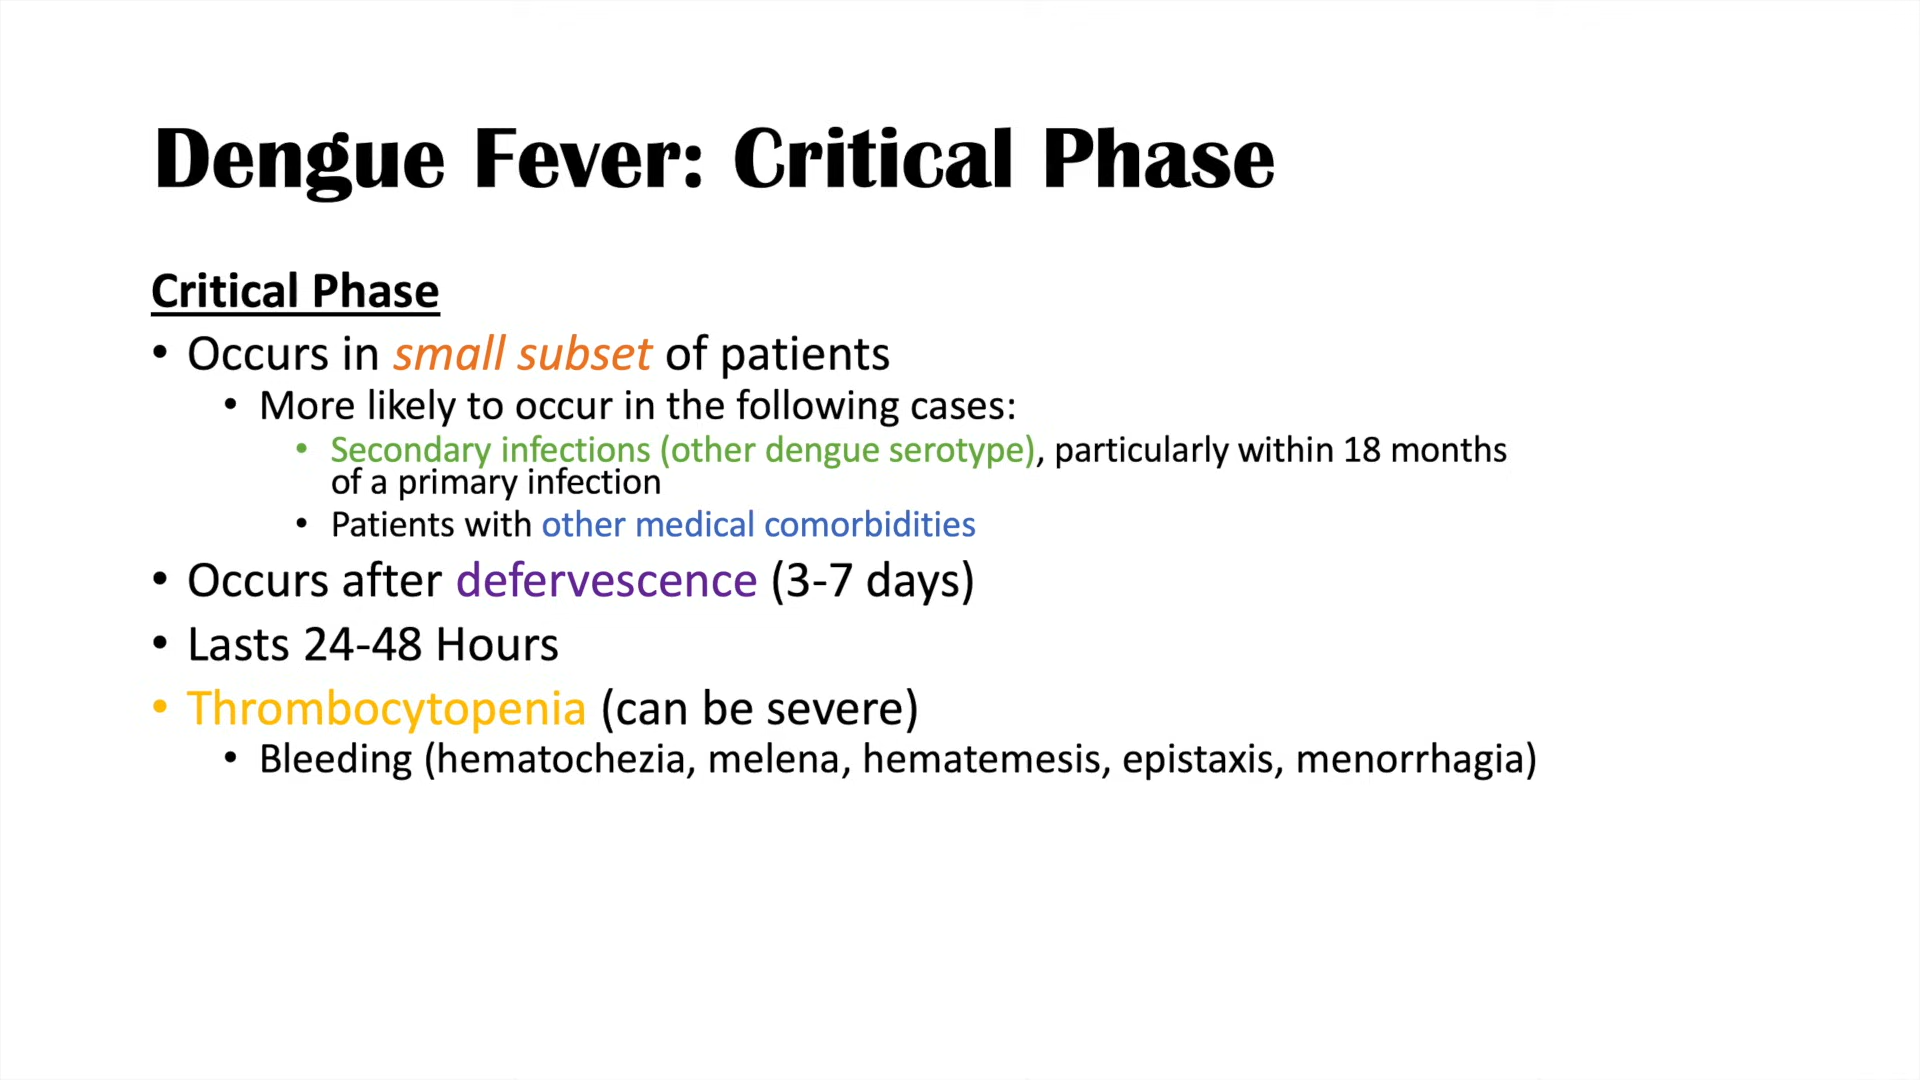 Dengue Fever: Critical Phase
Critical Phase
• Occurs in small subset of patients
• More likely to occur in the following cases:
• Secondary infections (other dengue serotype), particularly within 18 months
of a primary infection
• Patients with other medical comorbidities
• Occurs after defervescence (3-7 days)
• Lasts 24-48 Hours
• Thrombocytopenia (can be severe)
• Bleeding (hematochezia, melena, hematemesis, epistaxis, menorrhagia)